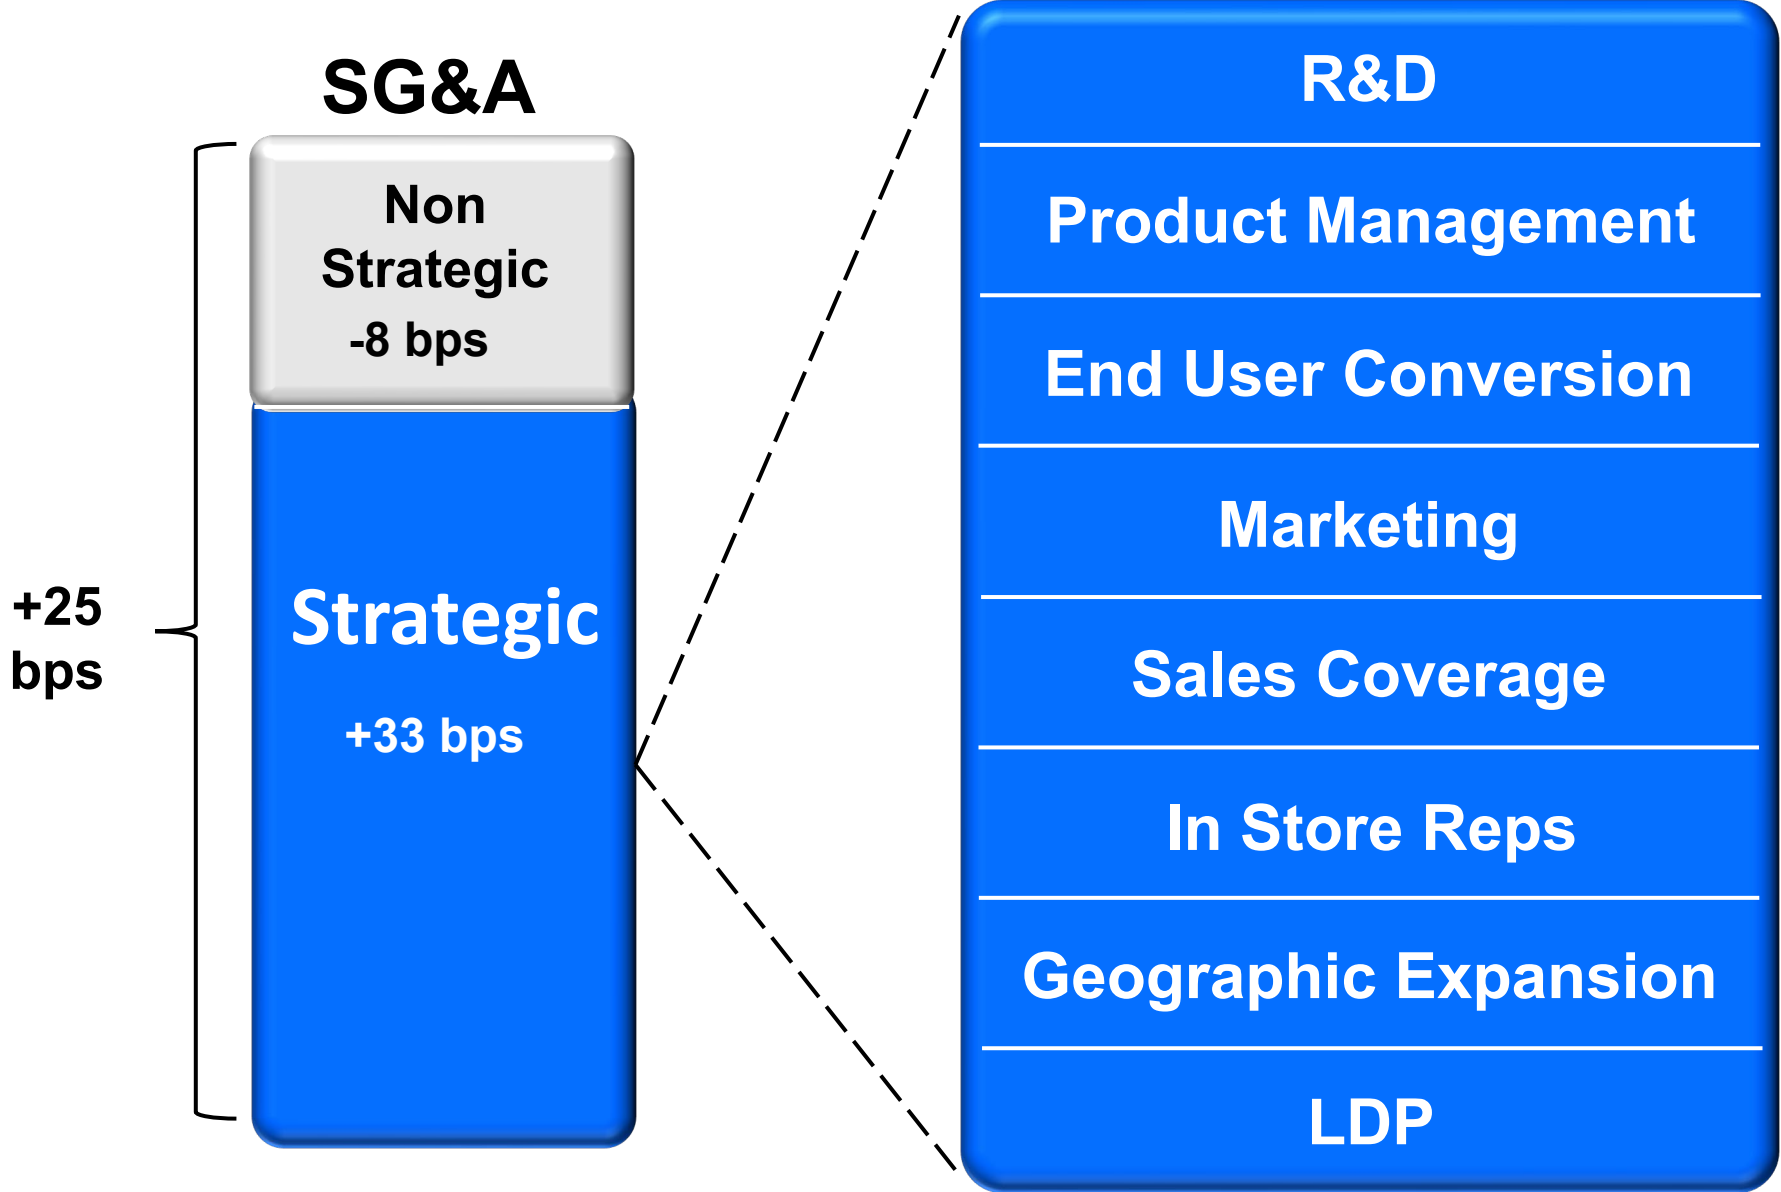 SG&A
Non
Strategic
-8 bps
Strategic
+33 bps
+25
bps
R&D
Product Management
End User Conversion
Marketing
Sales Coverage
In Store Reps
Geographic Expansion
LDP